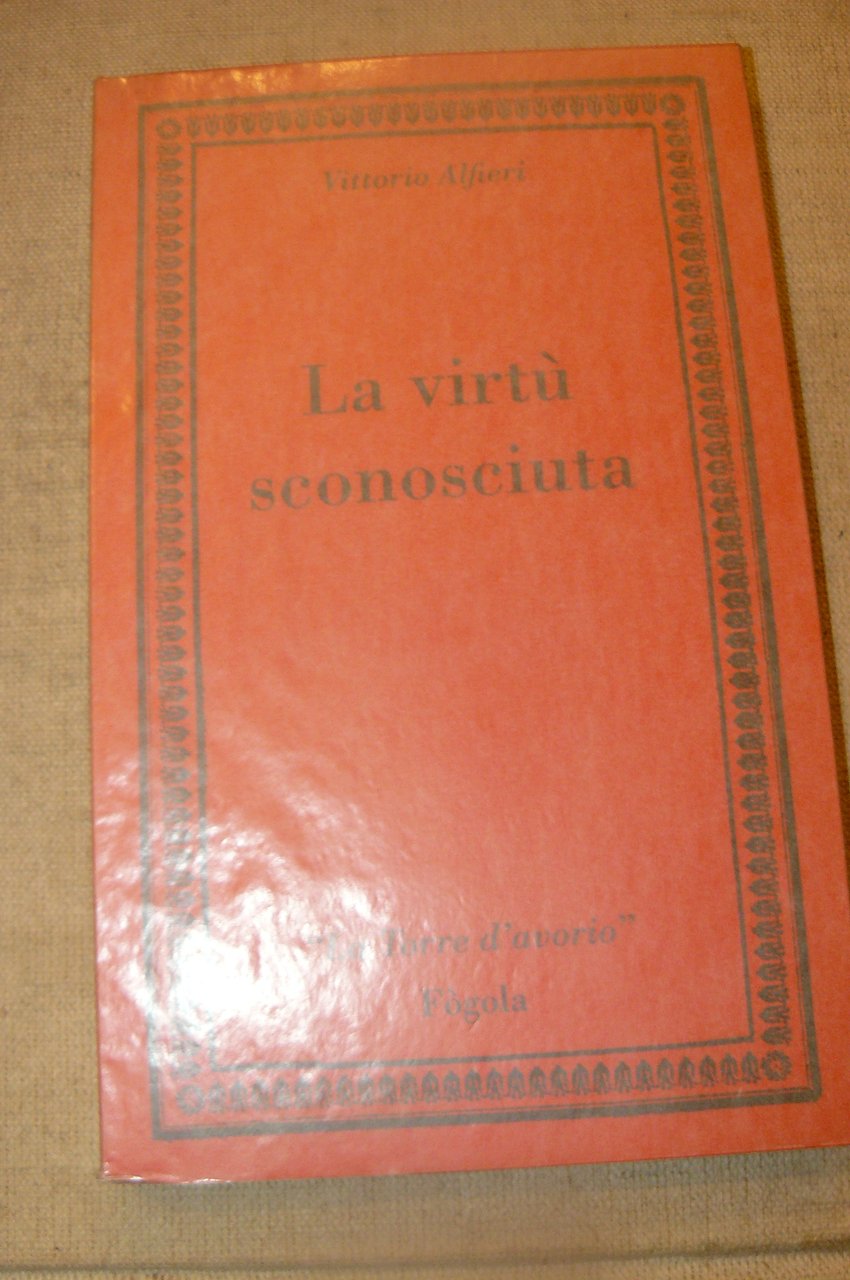 Vittorio Alfieri
La virtù
sconosciuta
"La Torre d'avorio"
Fògola